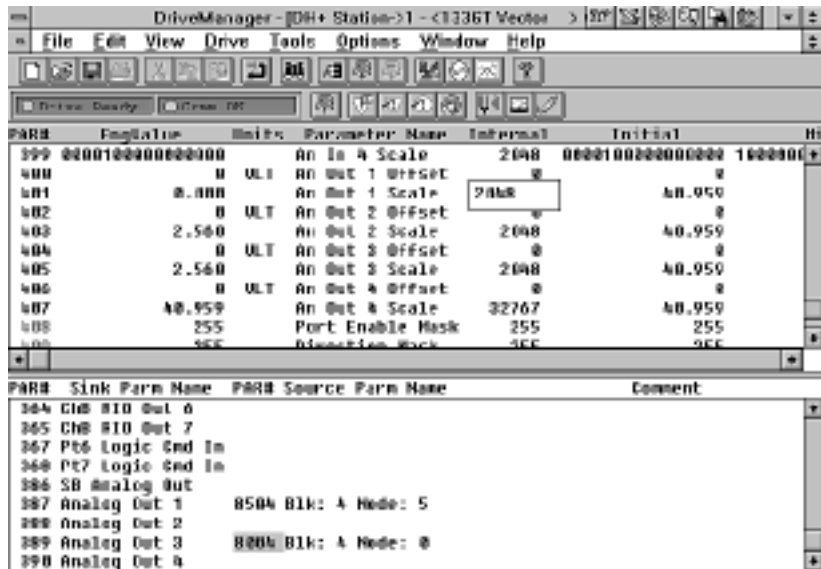 DriveManager - [DH+ Station->1 - <1336T Vector >
File Edit View Drive Tools Options Window Help
PAR# EngValue Units Parameter Name Internal Initial
399 0000100000000000 An In 4 Scale 2048 0000100000000000
400 0 VLT An Out 1 Offset 0 0
401 0.000 An Out 1 Scale 2048 40.959
402 0 VLT An Out 2 Offset 0 0
403 2.560 An Out 2 Scale 2048 40.959
404 0 VLT An Out 3 Offset 0 0
405 2.560 An Out 3 Scale 2048 40.959
406 0 VLT An Out 4 Offset 0 0
407 40.959 An Out 4 Scale 32767 40.959
408 255 Port Enable Mask 255 255
PAR# Sink Parm Name PAR# Source Parm Name Comment
364 ChB RIO Out 6
365 ChB RIO Out 7
367 Pt6 Logic Cmd In
368 Pt7 Logic Cmd In
386 SB Analog Out
387 Analog Out 1 8504 Blk: 4 Node: 5
388 Analog Out 2
389 Analog Out 3 8004 Blk: 4 Node: 0
390 Analog Out 4